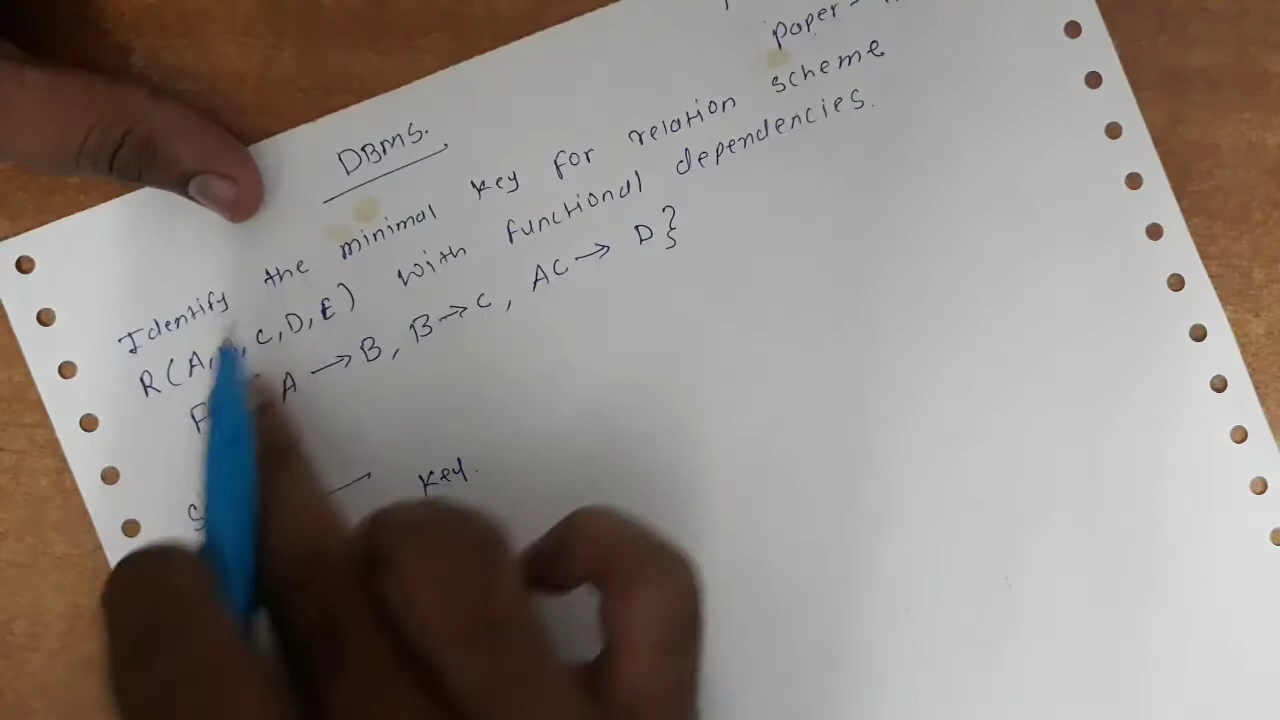 paper-
DBMS.
Identify the minimal key for relation scheme
R(A, , C, D, E) with functional dependencies.
F A → B, B → C, AC → D }
S → key.